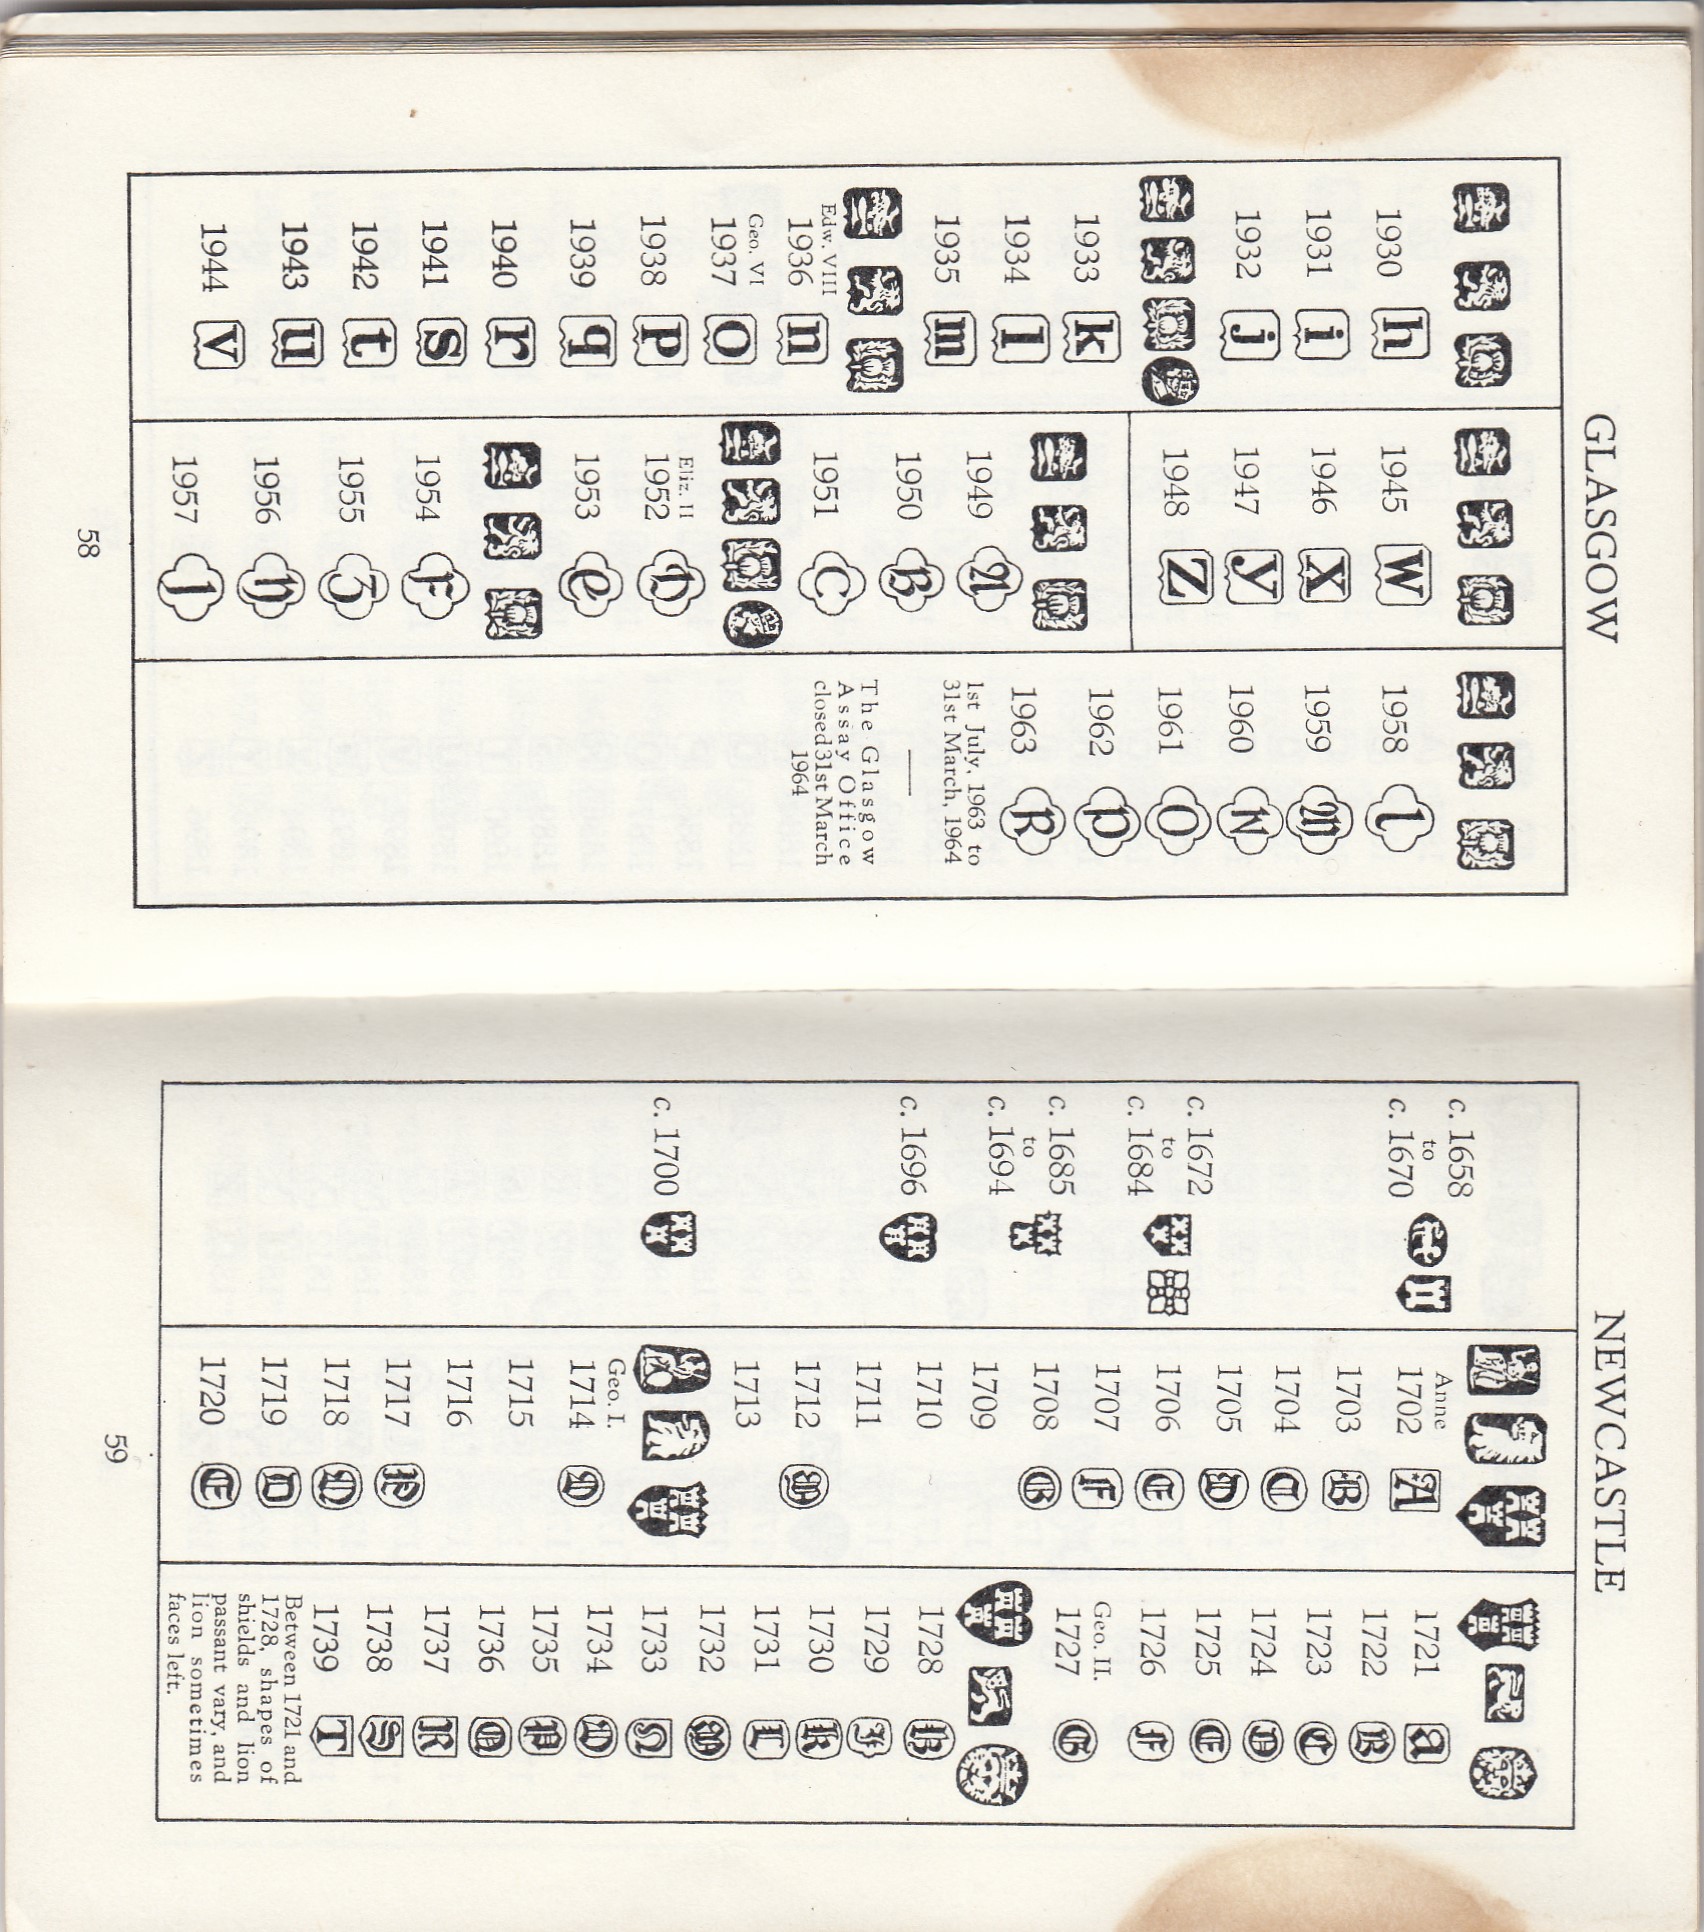 GLASGOW
1930 h
1931 i
1932 j
1933 k
1934 l
1935 m
Edw. VIII
1936 n
Geo. VI
1937 o
1938 p
1939 q
1940 r
1941 s
1942 t
1943 u
1944 v
1945 w
1946 x
1947 y
1948 z
1949 A
1950 B
1951 C
Eliz. II
1952 D
1953 e
1954 F
1955 G
1956 H
1957 I
1958 L
1959 M
1960 N
1961 O
1962 P
1963 R
1st July, 1963 to
31st March, 1964
The Glasgow
Assay Office
closed 31st March
1964
58
NEWCASTLE
c. 1658
to
c. 1670
c. 1672
to
c. 1684
c. 1685
to
c. 1694
c. 1696
c. 1700
Anne
1702 A
1703 B
1704 C
1705 D
1706 E
1707 F
1708 G
1709
1710
1711
1712
1713
Geo. I.
1714
1715
1716
1717 P
1718
1719 D
1720 E
1721 a
1722 B
1723 C
1724 D
1725 E
1726 F
Geo. II.
1727 G
1728 H
1729 I
1730 K
1731 L
1732 M
1733 N
1734 O
1735 P
1736 Q
1737 R
1738 S
1739 T
Between 1721 and
1728, shapes of
shields and lion
passant vary, and
lion sometimes
faces left.
59